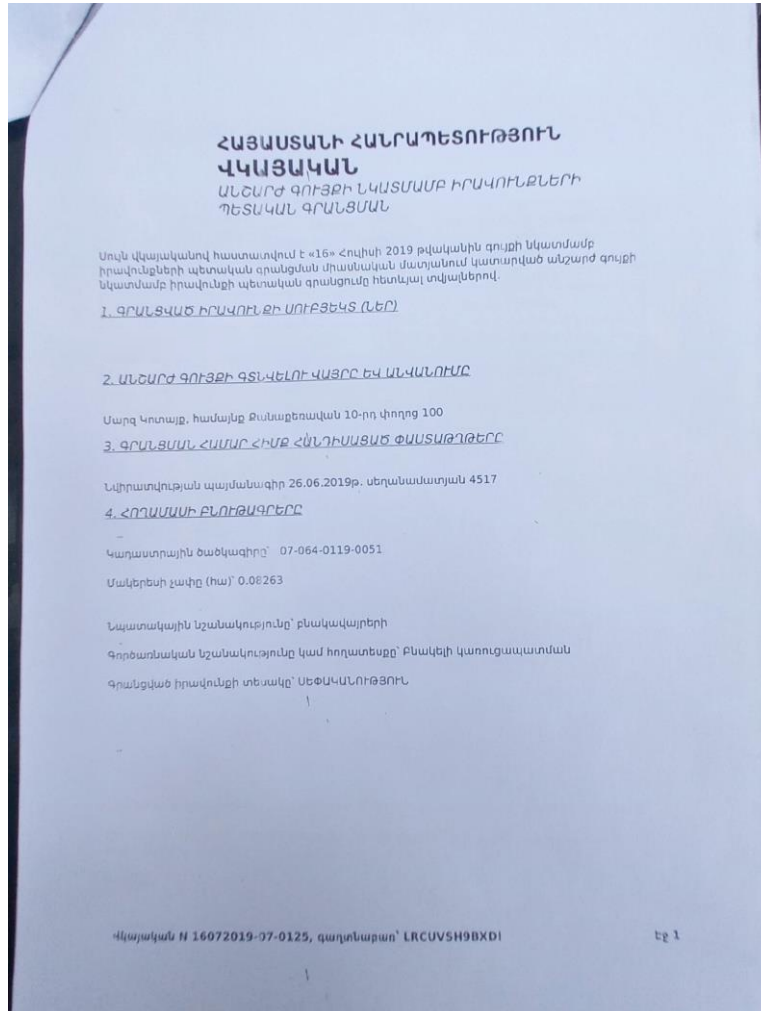 ՀԱՅԱՍՏԱՆԻ ՀԱՆՐԱՊԵՏՈՒԹՅՈՒՆ
ՎԿԱՅԱԿԱՆ
ԱՆՇԱՐԺ ԳՈՒՅՔԻ ՆԿԱՏՄԱՄԲ ԻՐԱՎՈՒՆՔՆԵՐԻ
ՊԵՏԱԿԱՆ ԳՐԱՆՑՄԱՆ
Սույն վկայականով հաստատվում է «16» Հուլիսի 2019 թվականին գույքի նկատմամբ
իրավունքների պետական գրանցման միասնական մատյանում կատարված անշարժ գույքի
նկատմամբ իրավունքի պետական գրանցումը հետևյալ տվյալներով.
1. ԳՐԱՆՑՎԱԾ ԻՐԱՎՈՒՆՔԻ ՍՈՒԲՅԵԿՏ (ՆԵՐ)
2. ԱՆՇԱՐԺ ԳՈՒՅՔԻ ԳՏՆՎԵԼՈՒ ՎԱՅՐԸ ԵՎ ԱՆՎԱՆՈՒՄԸ
Մարզ Կոտայք, համայնք Քանաքեռավան 10-րդ փողոց 100
3. ԳՐԱՆՑՄԱՆ ՀԱՄԱՐ ՀԻՄՔ ՀԱՆԴԻՍԱՑԱԾ ՓԱՍՏԱԹՂԹԵՐԸ
Նվիրատվության պայմանագիր 26.06.2019թ. սեղանամատյան 4517
4. ՀՈՂԱՄԱՍԻ ԲՆՈՒԹԱԳՐԵՐԸ
Կադաստրային ծածկագիրը՝ 07-064-0119-0051
Մակերեսի չափը (հա)՝ 0.08263
Նպատակային նշանակությունը՝ բնակավայրերի
Գործառնական նշանակությունը կամ հողատեսքը՝ Բնակելի կառուցապատման
Գրանցված իրավունքի տեսակը՝ ՍԵՓԱԿԱՆՈՒԹՅՈՒՆ
Վկայական N 16072019-07-0125, գաղտնաբառ՝ LRCUVSH9BXDI
Էջ 1